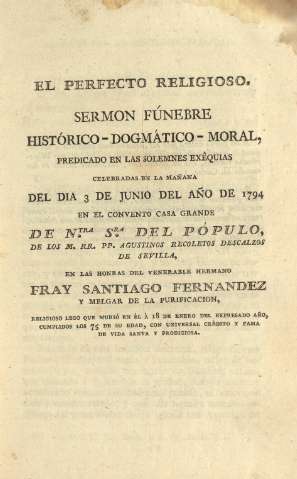 EL PERFECTO RELIGIOSO.
SERMON FÚNEBRE
HISTÓRICO-DOGMÁTICO-MORAL,
PREDICADO EN LAS SOLEMNES EXÉQUIAS
CELEBRADAS EN LA MAÑANA
DEL DIA 3 DE JUNIO DEL AÑO DE 1794
EN EL CONVENTO CASA GRANDE
DE N.TRA S.RA DEL PÓPULO,
DE LOS M. RR. PP. AGUSTINOS RECOLETOS DESCALZOS
DE SEVILLA,
EN LAS HONRAS DEL VENERABLE HERMANO
FRAY SANTIAGO FERNANDEZ
Y MELGAR DE LA PURIFICACION,
RELIGIOSO LEGO QUE MURIÓ EN ÉL À 18 DE ENERO DEL EXPRESADO AÑO,
CUMPLIDOS LOS 75 DE SU EDAD, CON UNIVERSAL CRÉDITO Y FAMA
DE VIDA SANTA Y PRODIGIOSA.